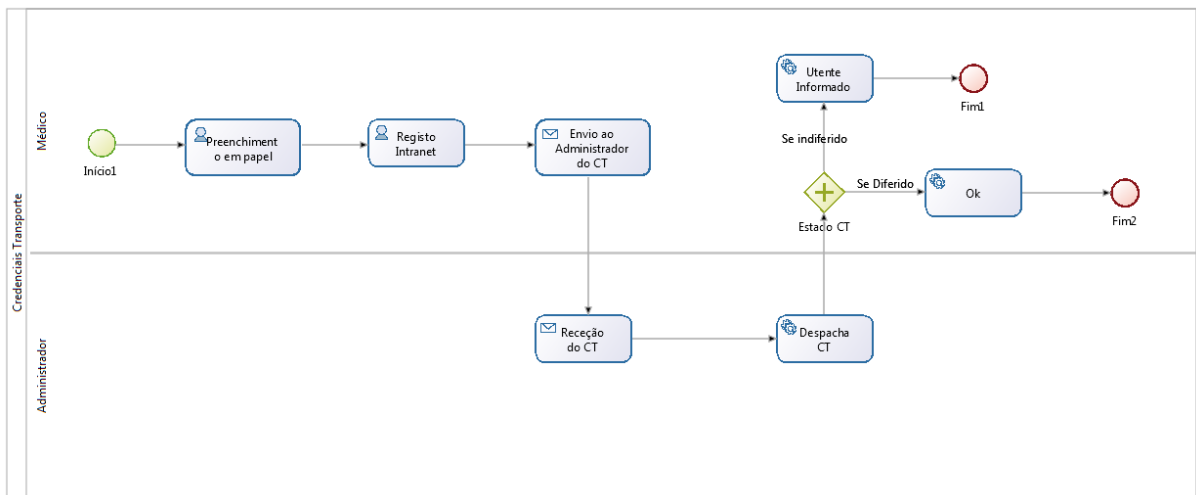 Credenciais Transporte
Médico
Início1
Preenchiment
o em papel
Registo
Intranet
Envio ao
Administrador
do CT
Utente
Informado
Fim1
Se indiferido
Estado CT
Se Diferido
Ok
Fim2
Administrador
Receção
do CT
Despacha
CT